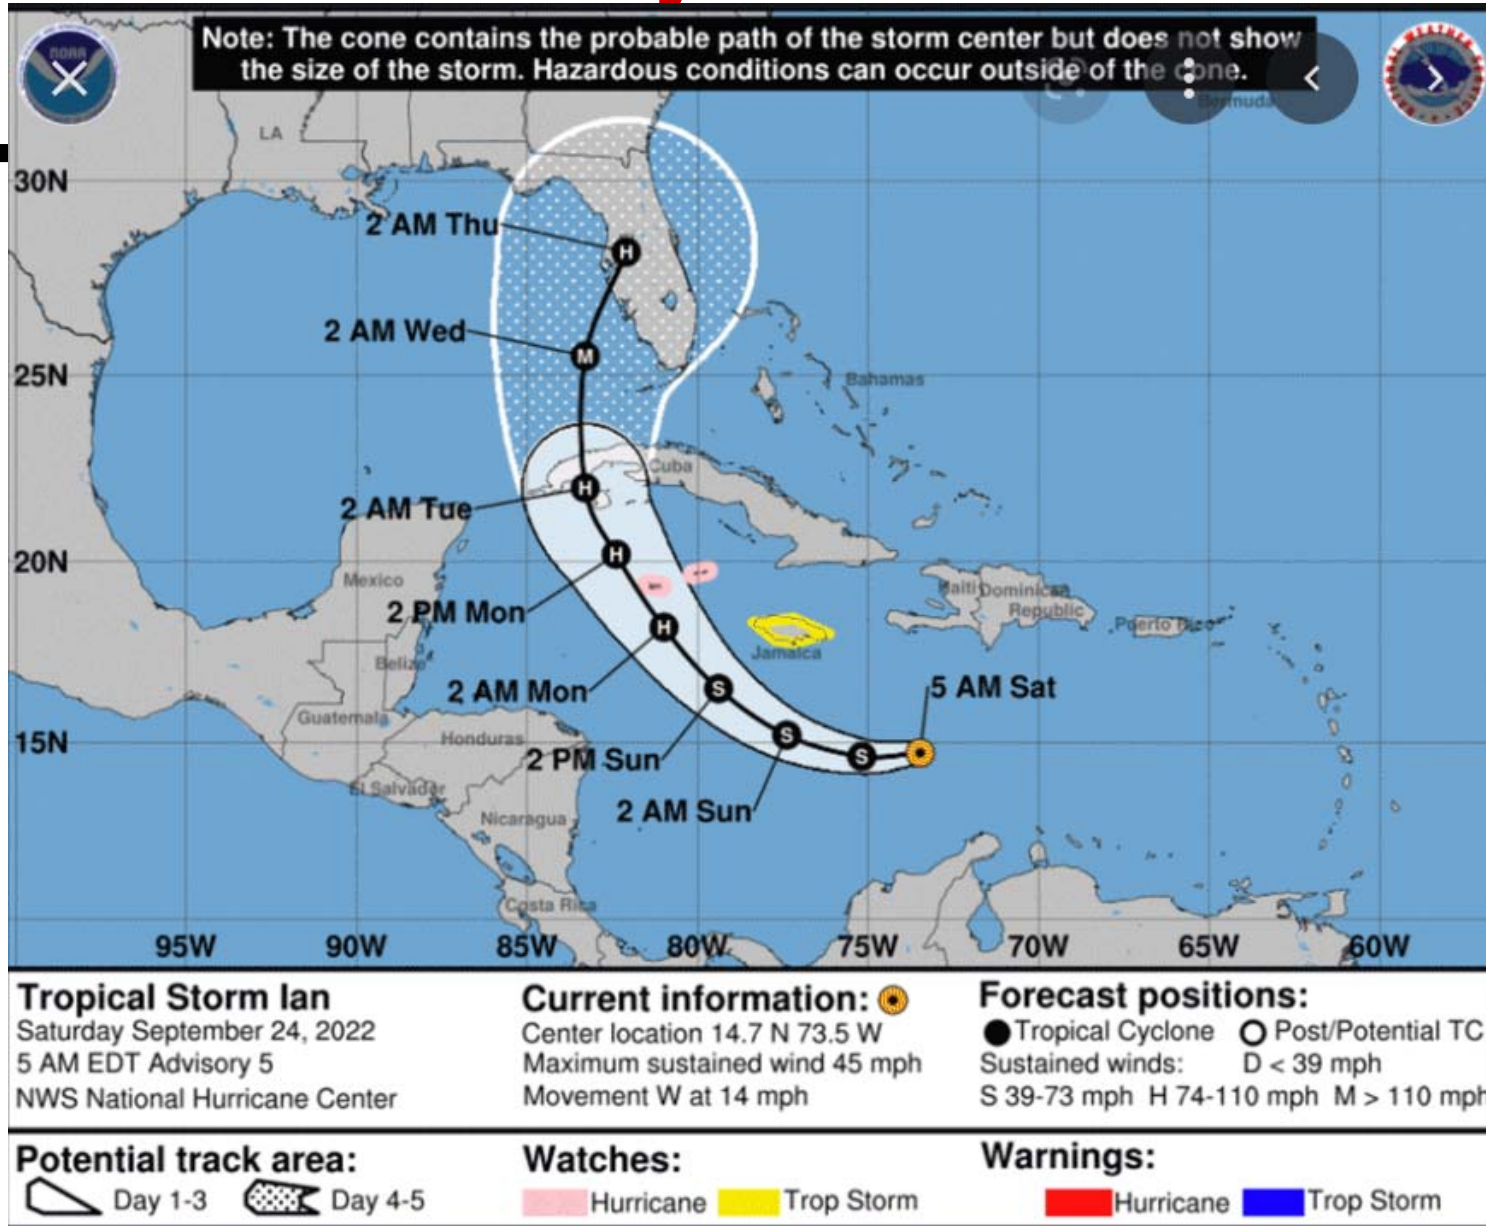 Note: The cone contains the probable path of the storm center but does not show
the size of the storm. Hazardous conditions can occur outside of the cone.
NOAA
Bermuda
LA
30N
2 AM Thu
2 AM Wed
25N
Bahamas
Cuba
2 AM Tue
20N
Mexico
Haiti
Dominican
Republic
2 PM Mon
Puerto Rico
Jamaica
Belize
2 AM Mon
5 AM Sat
Guatemala
15N
Honduras
2 PM Sun
El Salvador
2 AM Sun
Nicaragua
Costa Rica
95W 90W 85W 80W 75W 70W 65W 60W
H
M
H
H
H
S
S
S
Tropical Storm Ian
Saturday September 24, 2022
5 AM EDT Advisory 5
NWS National Hurricane Center
Current information:
Center location 14.7 N 73.5 W
Maximum sustained wind 45 mph
Movement W at 14 mph
Forecast positions:
Tropical Cyclone Post/Potential TC
Sustained winds: D < 39 mph
S 39-73 mph H 74-110 mph M > 110 mph
Potential track area:
Day 1-3 Day 4-5
Watches:
Hurricane Trop Storm
Warnings:
Hurricane Trop Storm